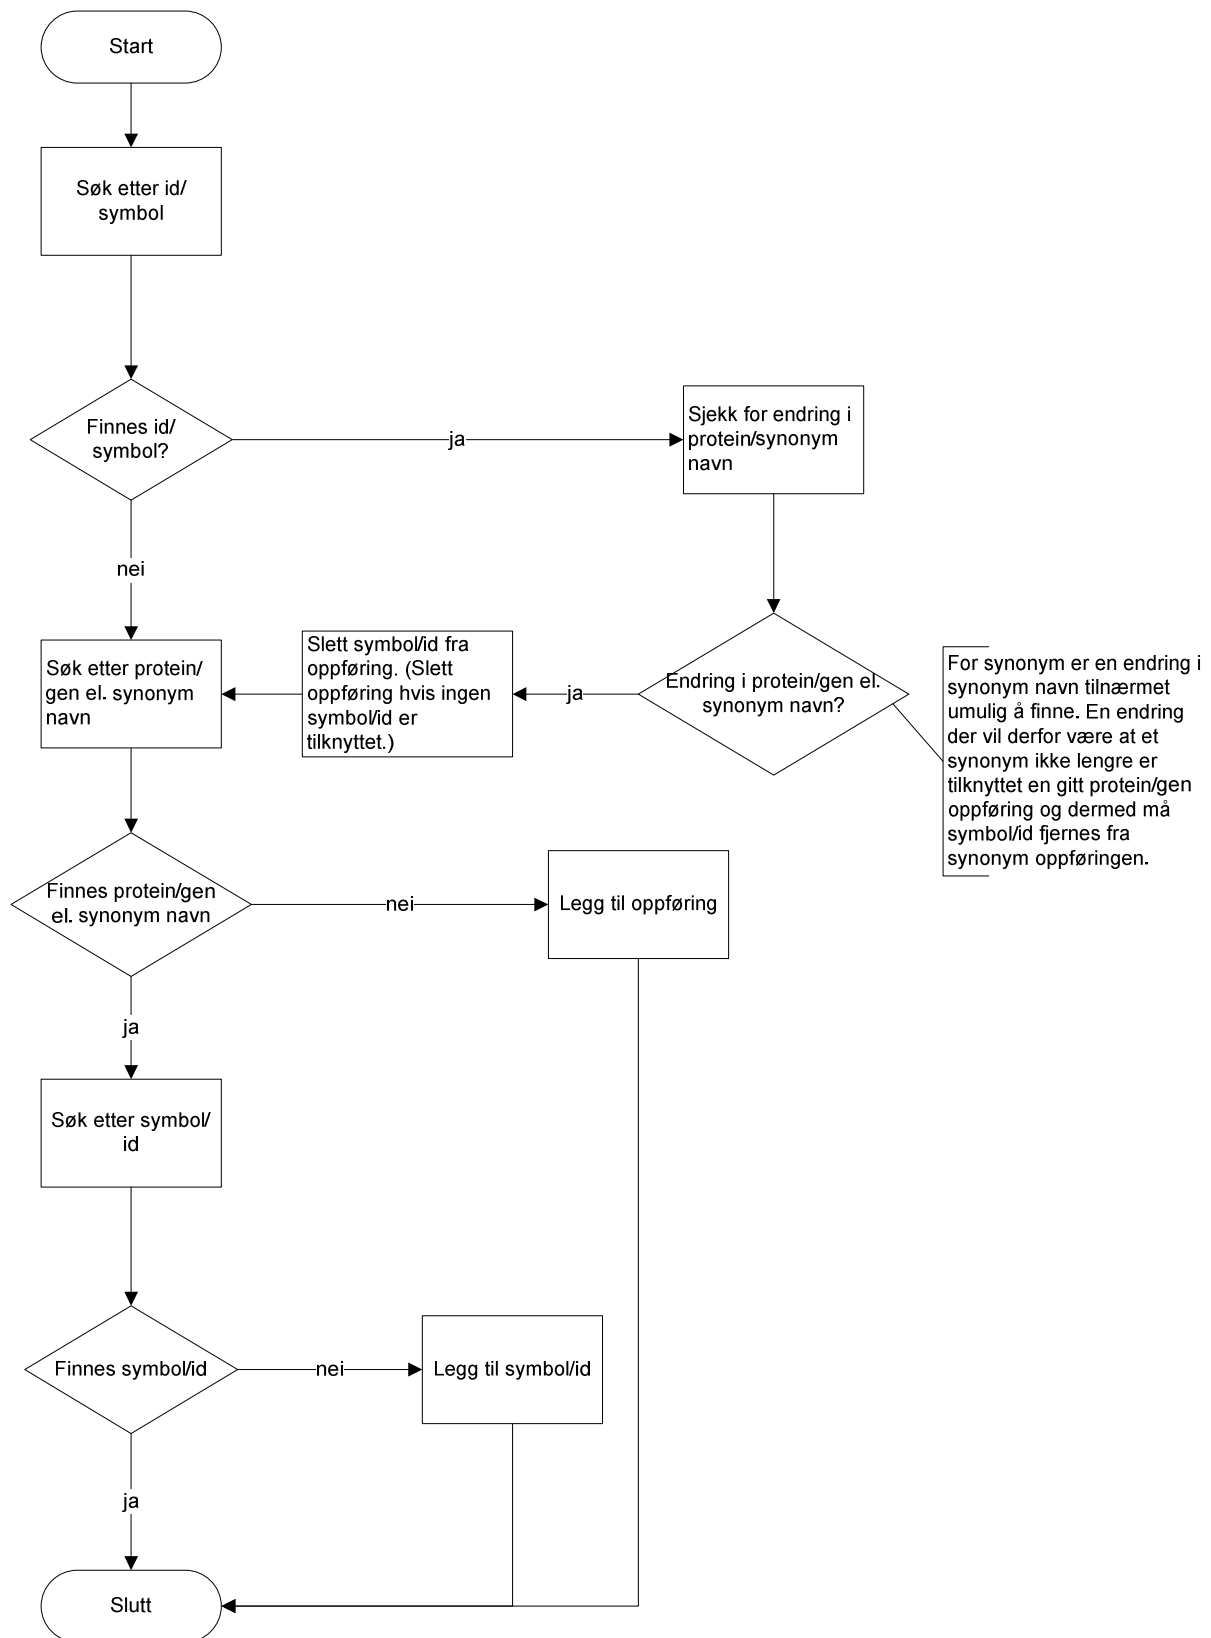 Start
Søk etter id/
symbol
Finnes id/
symbol?
ja
Sjekk for endring i
protein/synonym
navn
nei
Søk etter protein/
gen el. synonym
navn
Slett symbol/id fra
oppføring. (Slett
oppføring hvis ingen
symbol/id er
tilknyttet.)
ja
Endring i protein/gen el.
synonym navn?
For synonym er en endring i
synonym navn tilnærmet
umulig å finne. En endring
der vil derfor være at et
synonym ikke lengre er
tilknyttet en gitt protein/gen
oppføring og dermed må
symbol/id fjernes fra
synonym oppføringen.
Finnes protein/gen
el. synonym navn
nei
Legg til oppføring
ja
Søk etter symbol/
id
Finnes symbol/id
nei
Legg til symbol/id
ja
Slutt